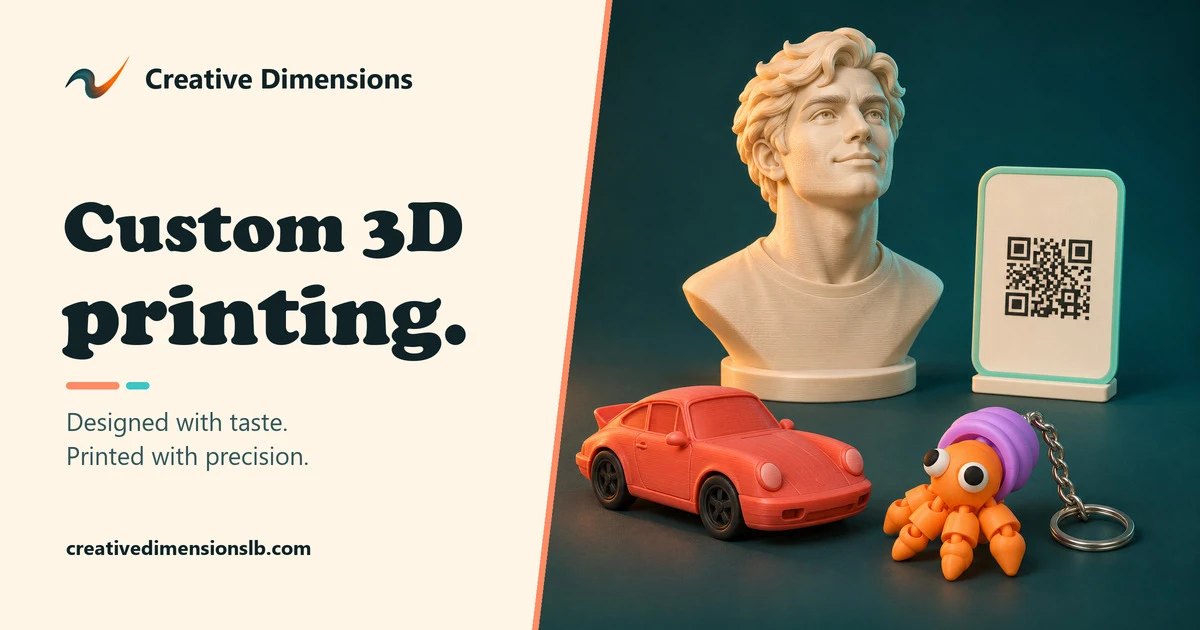 Creative Dimensions
Custom 3D
printing.
Designed with taste.
Printed with precision.
creativedimensionslb.com